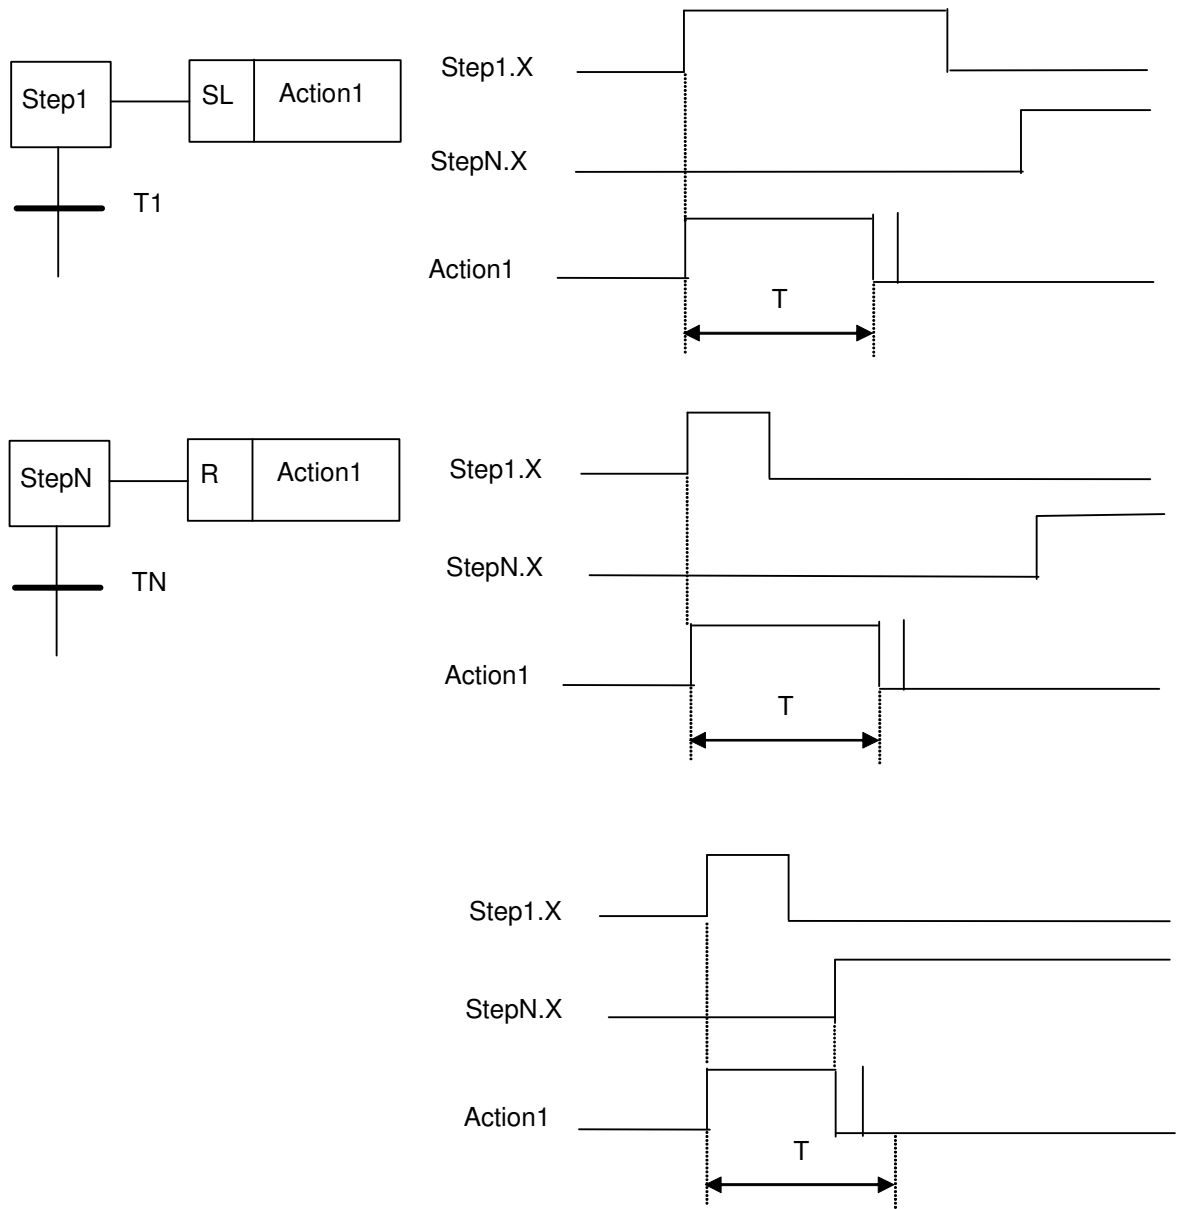 Step1
SL
Action1
T1
Step1.X
StepN.X
Action1
T
StepN
R
Action1
TN
Step1.X
StepN.X
Action1
T
Step1.X
StepN.X
Action1
T